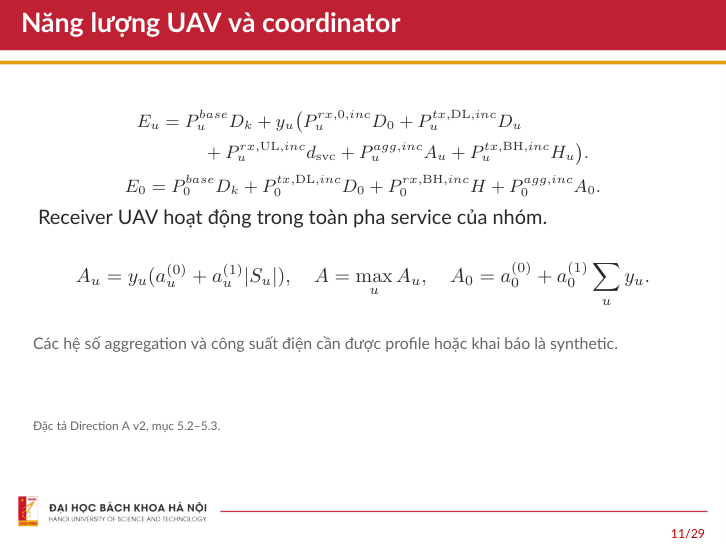 Năng lượng UAV và coordinator
E_u = P_u^{base} D_k + y_u (P_u^{rx,0,inc} D_0 + P_u^{tx,DL,inc} D_u
+ P_u^{rx,UL,inc} d_{svc} + P_u^{agg,inc} A_u + P_u^{tx,BH,inc} H_u).
E_0 = P_0^{base} D_k + P_0^{tx,DL,inc} D_0 + P_0^{rx,BH,inc} H + P_0^{agg,inc} A_0.
Receiver UAV hoạt động trong toàn pha service của nhóm.
A_u = y_u(a_u^{(0)} + a_u^{(1)}|S_u|), A = max_u A_u, A_0 = a_0^{(0)} + a_0^{(1)} ∑_u y_u.
Các hệ số aggregation và công suất điện cần được profile hoặc khai báo là synthetic.
Đặc tả Direction A v2, mục 5.2–5.3.
ĐẠI HỌC BÁCH KHOA HÀ NỘI
HANOI UNIVERSITY OF SCIENCE AND TECHNOLOGY
11/29